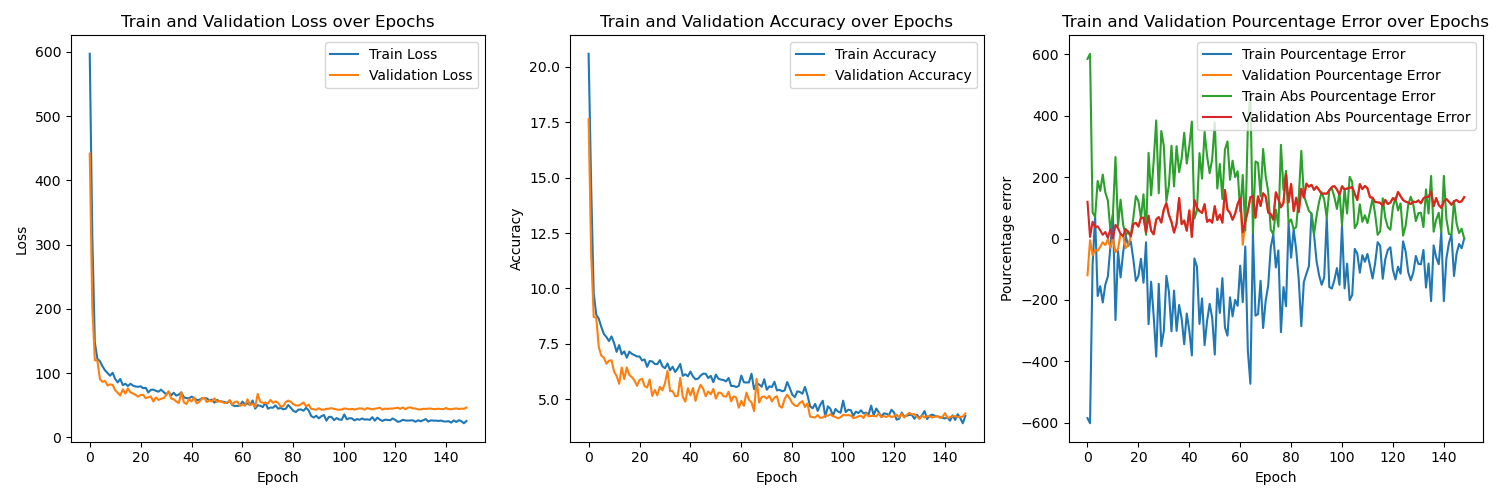 Train and Validation Loss over Epochs
600
500
400
300
200
100
0
Loss
0 20 40 60 80 100 120 140
Epoch
Train Loss
Validation Loss
Train and Validation Accuracy over Epochs
20.0
17.5
15.0
12.5
10.0
7.5
5.0
Accuracy
0 20 40 60 80 100 120 140
Epoch
Train Accuracy
Validation Accuracy
Train and Validation Pourcentage Error over Epochs
600
400
200
0
−200
−400
−600
Pourcentage error
0 20 40 60 80 100 120 140
Epoch
Train Pourcentage Error
Validation Pourcentage Error
Train Abs Pourcentage Error
Validation Abs Pourcentage Error